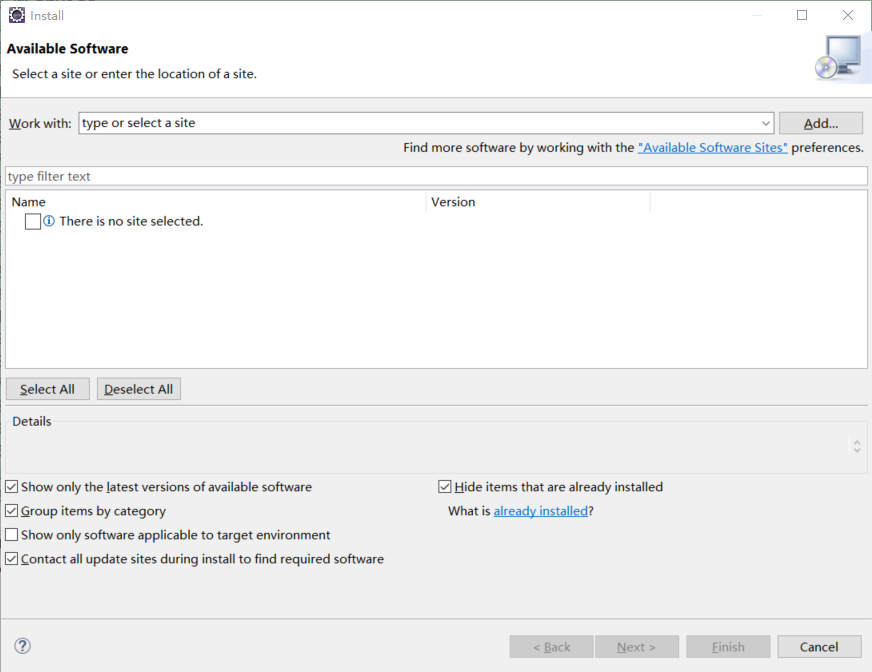 Install
Available Software
Select a site or enter the location of a site.
Work with: type or select a site Add...
Find more software by working with the "Available Software Sites" preferences.
type filter text
Name Version
There is no site selected.
Select All Deselect All
Details
Show only the latest versions of available software Hide items that are already installed
Group items by category What is already installed?
Show only software applicable to target environment
Contact all update sites during install to find required software
? < Back Next > Finish Cancel